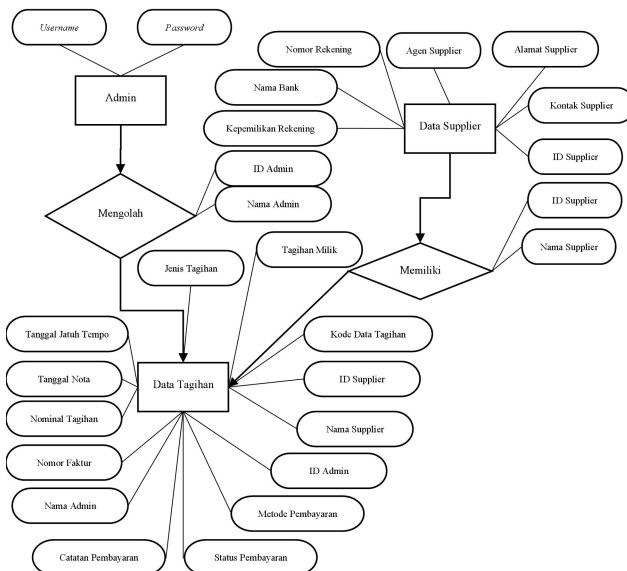 Username
Password
Nomor Rekening
Agen Supplier
Alamat Supplier
Admin
Nama Bank
Data Supplier
Kontak Supplier
Kepemilikan Rekening
ID Supplier
ID Admin
Mengolah
Nama Admin
ID Supplier
Nama Supplier
Tagihan Milik
Jenis Tagihan
Memiliki
Tanggal Jatuh Tempo
Kode Data Tagihan
Tanggal Nota
Data Tagihan
ID Supplier
Nominal Tagihan
Nama Supplier
Nomor Faktur
ID Admin
Nama Admin
Metode Pembayaran
Catatan Pembayaran
Status Pembayaran